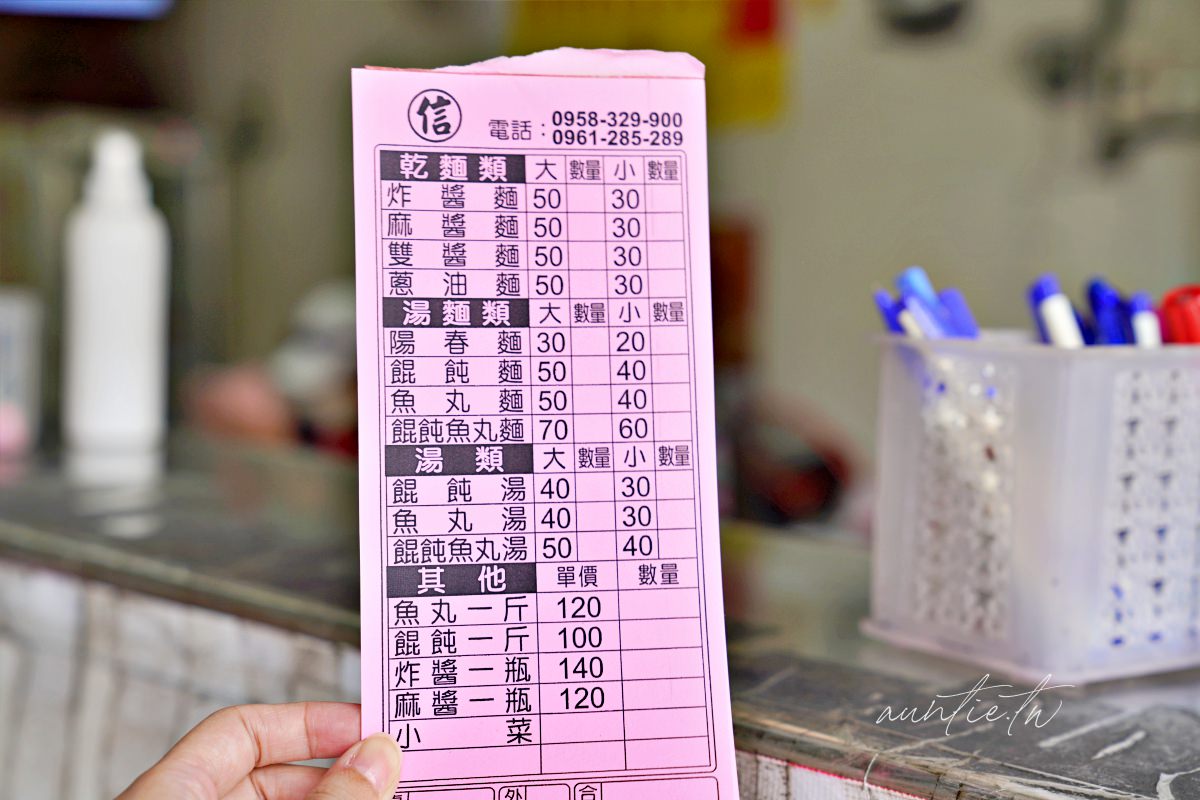 信 電話：0958-329-900
0961-285-289
乾麵類 大 數量 小 數量
炸醬麵 50 30
麻醬麵 50 30
雙醬麵 50 30
蔥油麵 50 30
湯麵類 大 數量 小 數量
陽春麵 30 20
餛飩麵 50 40
魚丸麵 50 40
餛飩魚丸麵 70 60
湯類 大 數量 小 數量
餛飩湯 40 30
魚丸湯 40 30
餛飩魚丸湯 50 40
其他 單價 數量
魚丸一斤 120
餛飩一斤 100
炸醬一瓶 140
麻醬一瓶 120
小菜
外 合
auntie.tw